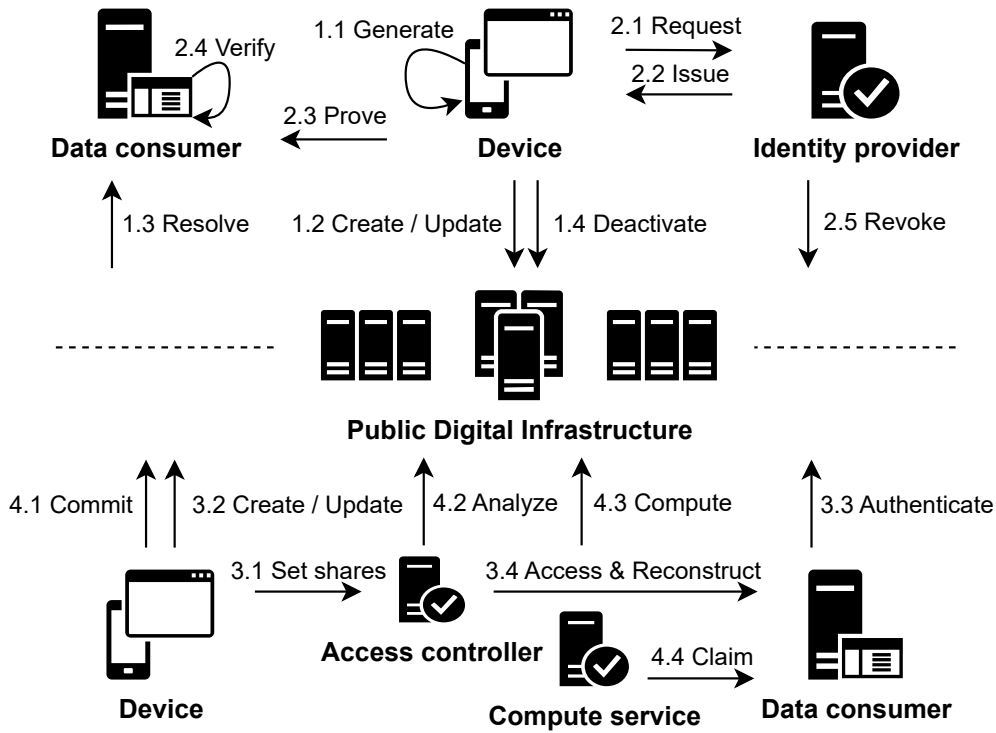 1.1 Generate
2.1 Request
2.4 Verify
2.2 Issue
2.3 Prove
Data consumer
Device
Identity provider
1.3 Resolve
1.2 Create / Update
1.4 Deactivate
2.5 Revoke
Public Digital Infrastructure
4.1 Commit
3.2 Create / Update
4.2 Analyze
4.3 Compute
3.3 Authenticate
3.1 Set shares
3.4 Access & Reconstruct
Access controller
4.4 Claim
Device
Compute service
Data consumer